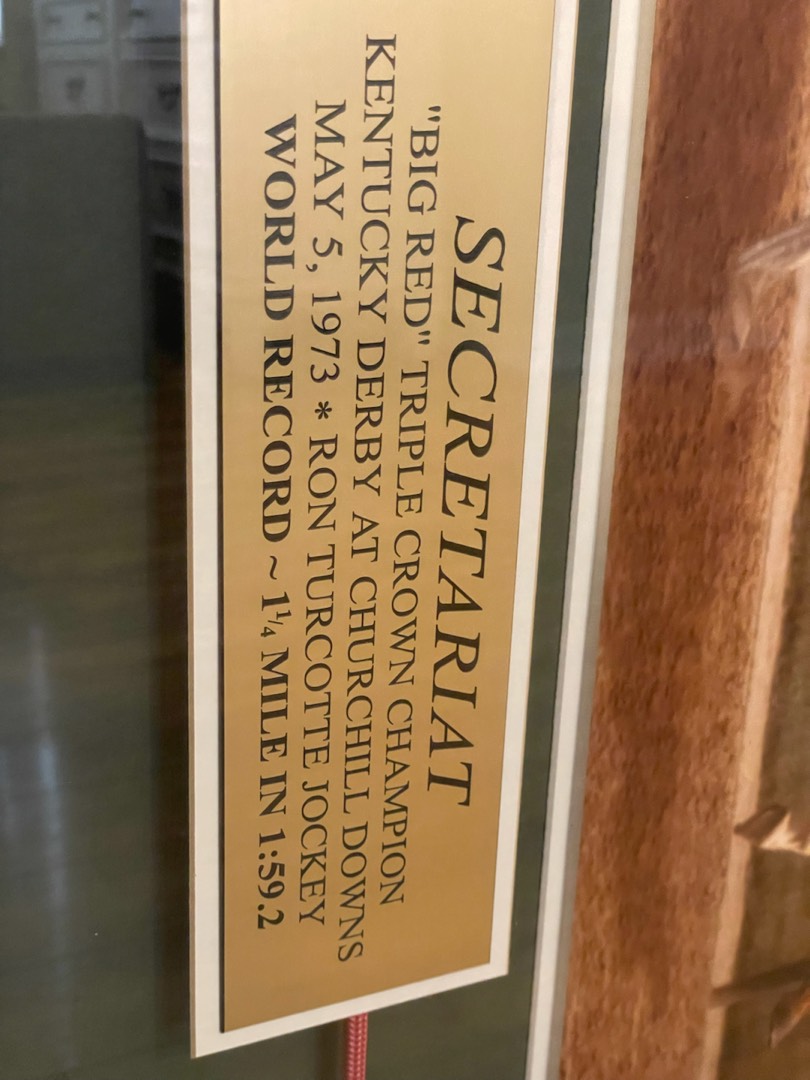 SECRETARIAT
"BIG RED" TRIPLE CROWN CHAMPION
KENTUCKY DERBY AT CHURCHILL DOWNS
MAY 5, 1973 * RON TURCOTTE JOCKEY
WORLD RECORD ~ 1¼ MILE IN 1:59.2